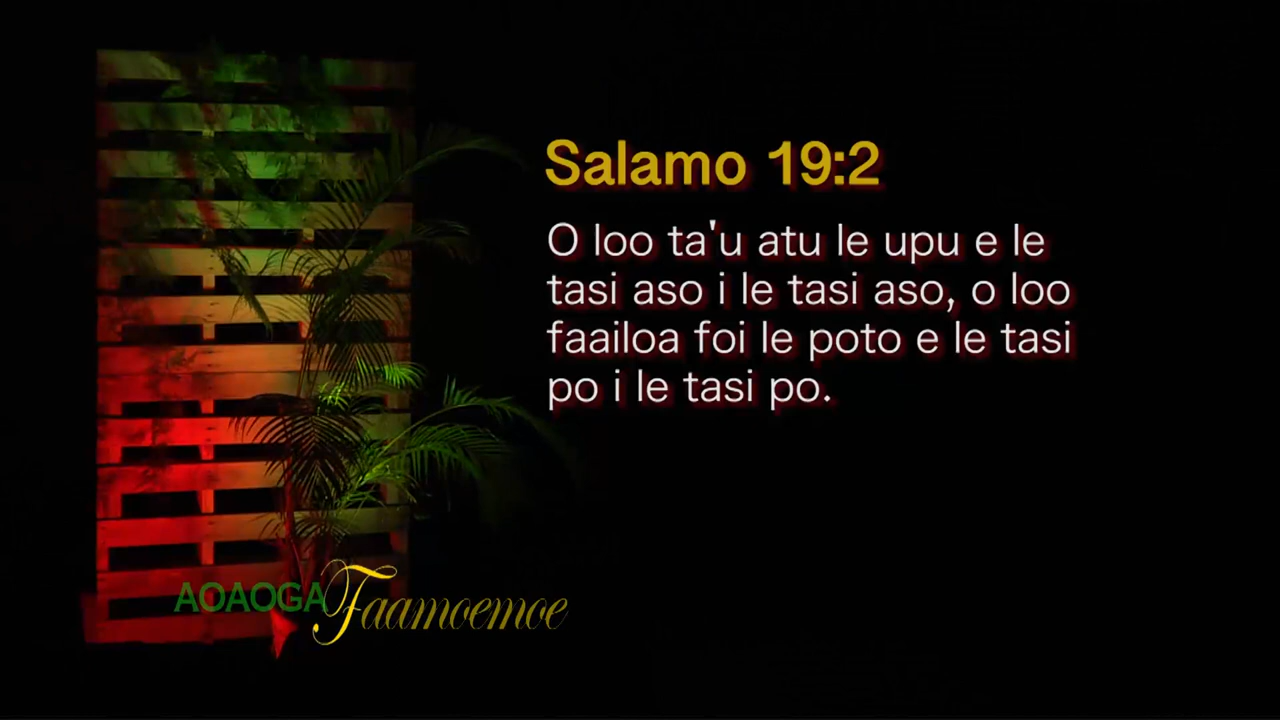 Salamo 19:2
O loo ta'u atu le upu e le
tasi aso i le tasi aso, o loo
faailoa foi le poto e le tasi
po i le tasi po.
AOAOGA Faamoemoe